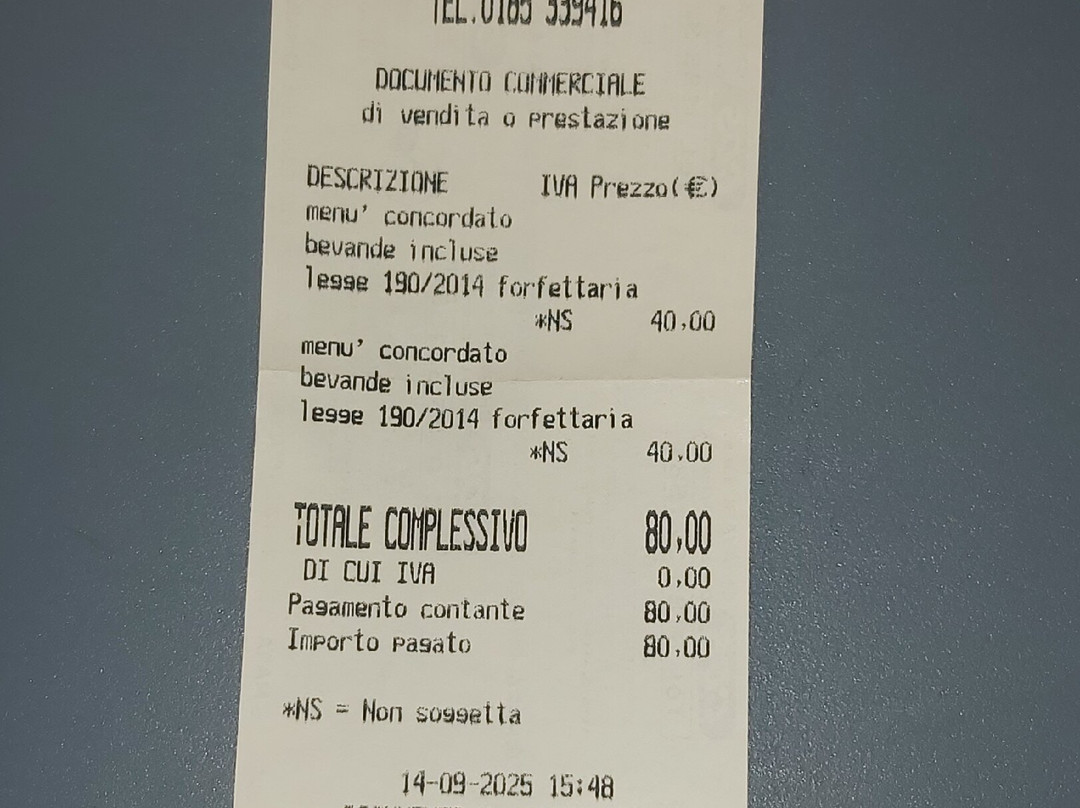 TEL.0185 339416
DOCUMENTO COMMERCIALE
di vendita o prestazione
DESCRIZIONE IVA Prezzo(€)
menu' concordato
bevande incluse
legge 190/2014 forfettaria
*NS 40,00
menu' concordato
bevande incluse
legge 190/2014 forfettaria
*NS 40,00
TOTALE COMPLESSIVO 80,00
DI CUI IVA 0,00
Pagamento contante 80,00
Importo pagato 80,00
*NS = Non soggetta
14-09-2025 15:48